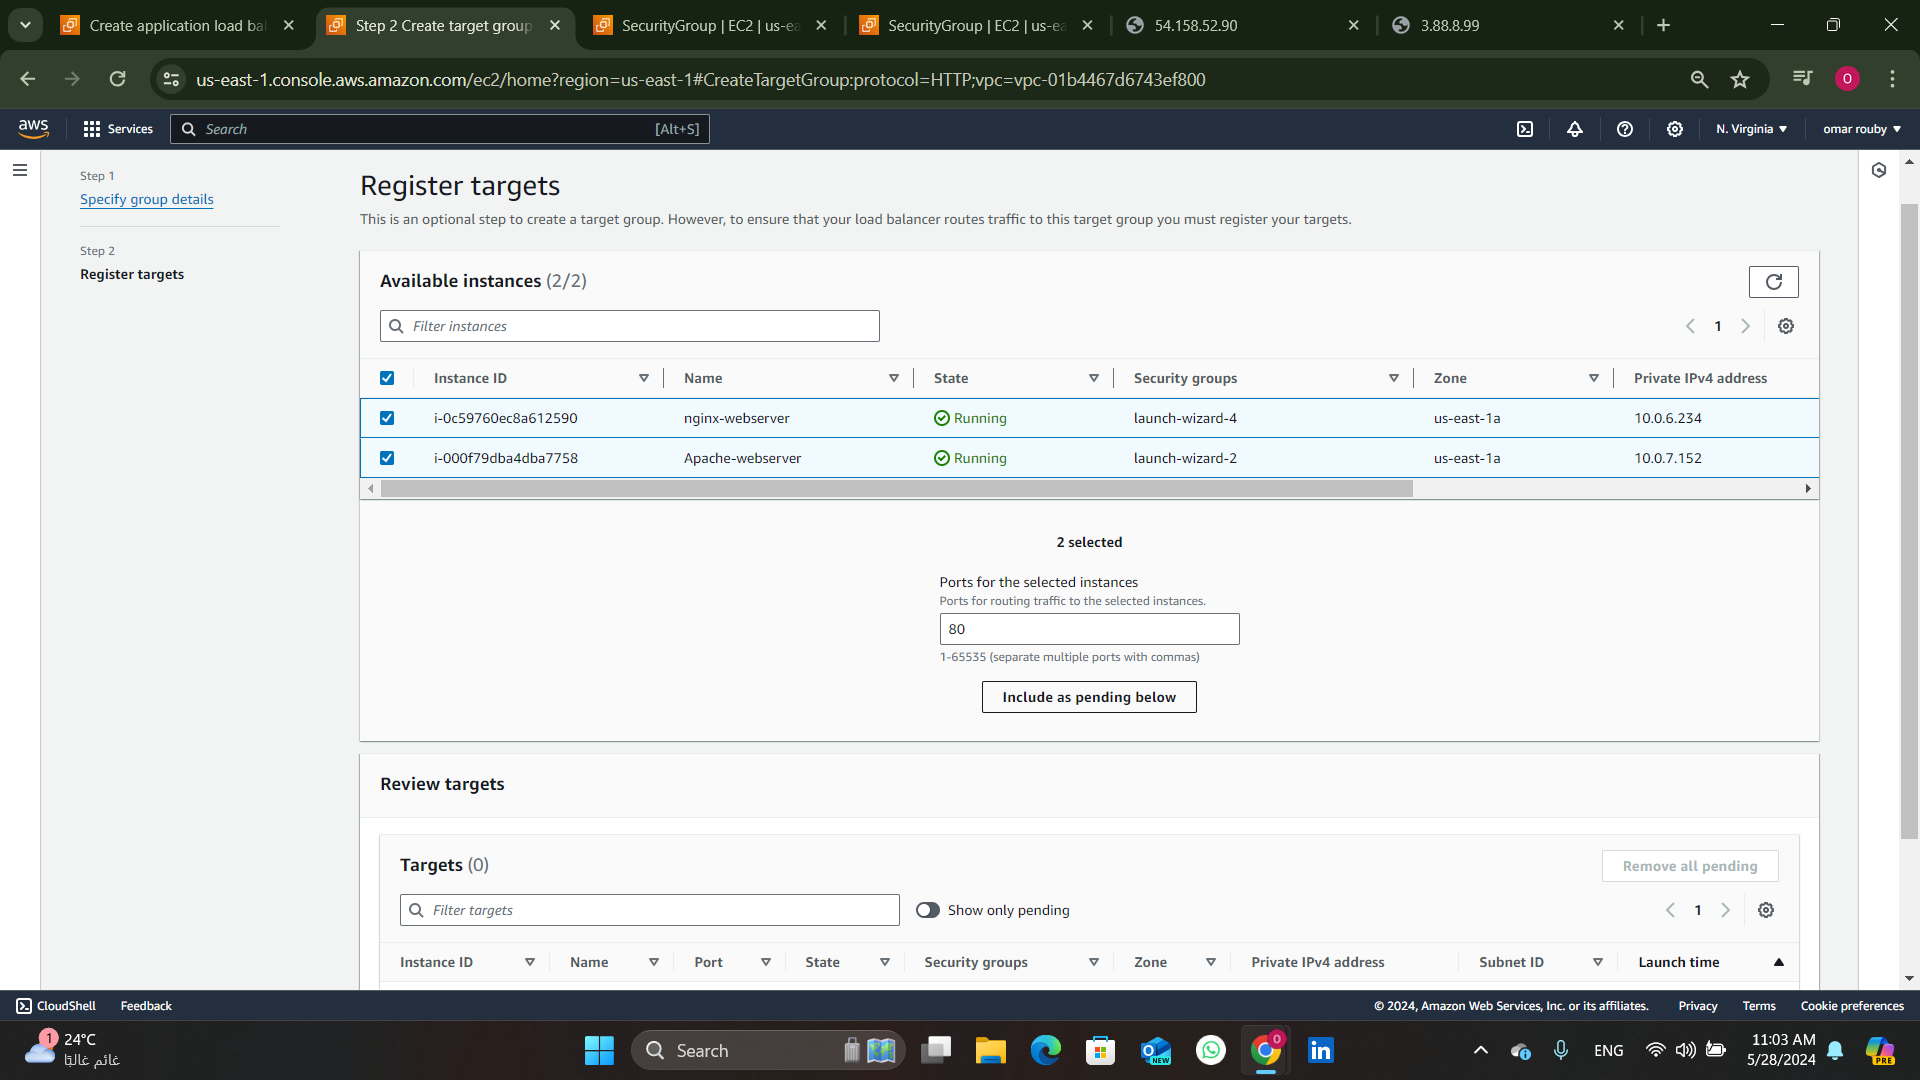 Create application load ba
Step 2 Create target group
SecurityGroup | EC2 | us-ea
SecurityGroup | EC2 | us-ea
54.158.52.90
3.88.8.99
us-east-1.console.aws.amazon.com/ec2/home?region=us-east-1#CreateTargetGroup:protocol=HTTP;vpc=vpc-01b4467d6743ef800
O
aws
Services
Search
[Alt+S]
N. Virginia
omar rouby
Step 1
Specify group details
Step 2
Register targets
Register targets
This is an optional step to create a target group. However, to ensure that your load balancer routes traffic to this target group you must register your targets.
Available instances (2/2)
Filter instances
1
Instance ID Name State Security groups Zone Private IPv4 address
i-0c59760ec8a612590 nginx-webserver Running launch-wizard-4 us-east-1a 10.0.6.234
i-000f79dba4dba7758 Apache-webserver Running launch-wizard-2 us-east-1a 10.0.7.152
2 selected
Ports for the selected instances
Ports for routing traffic to the selected instances.
80
1-65535 (separate multiple ports with commas)
Include as pending below
Review targets
Targets (0)
Remove all pending
Filter targets
Show only pending
1
Instance ID Name Port State Security groups Zone Private IPv4 address Subnet ID Launch time
CloudShell Feedback
© 2024, Amazon Web Services, Inc. or its affiliates. Privacy Terms Cookie preferences
1
24°C
غائم غالبًا
Search
NEW
O
in
ENG
11:03 AM
5/28/2024
PRE